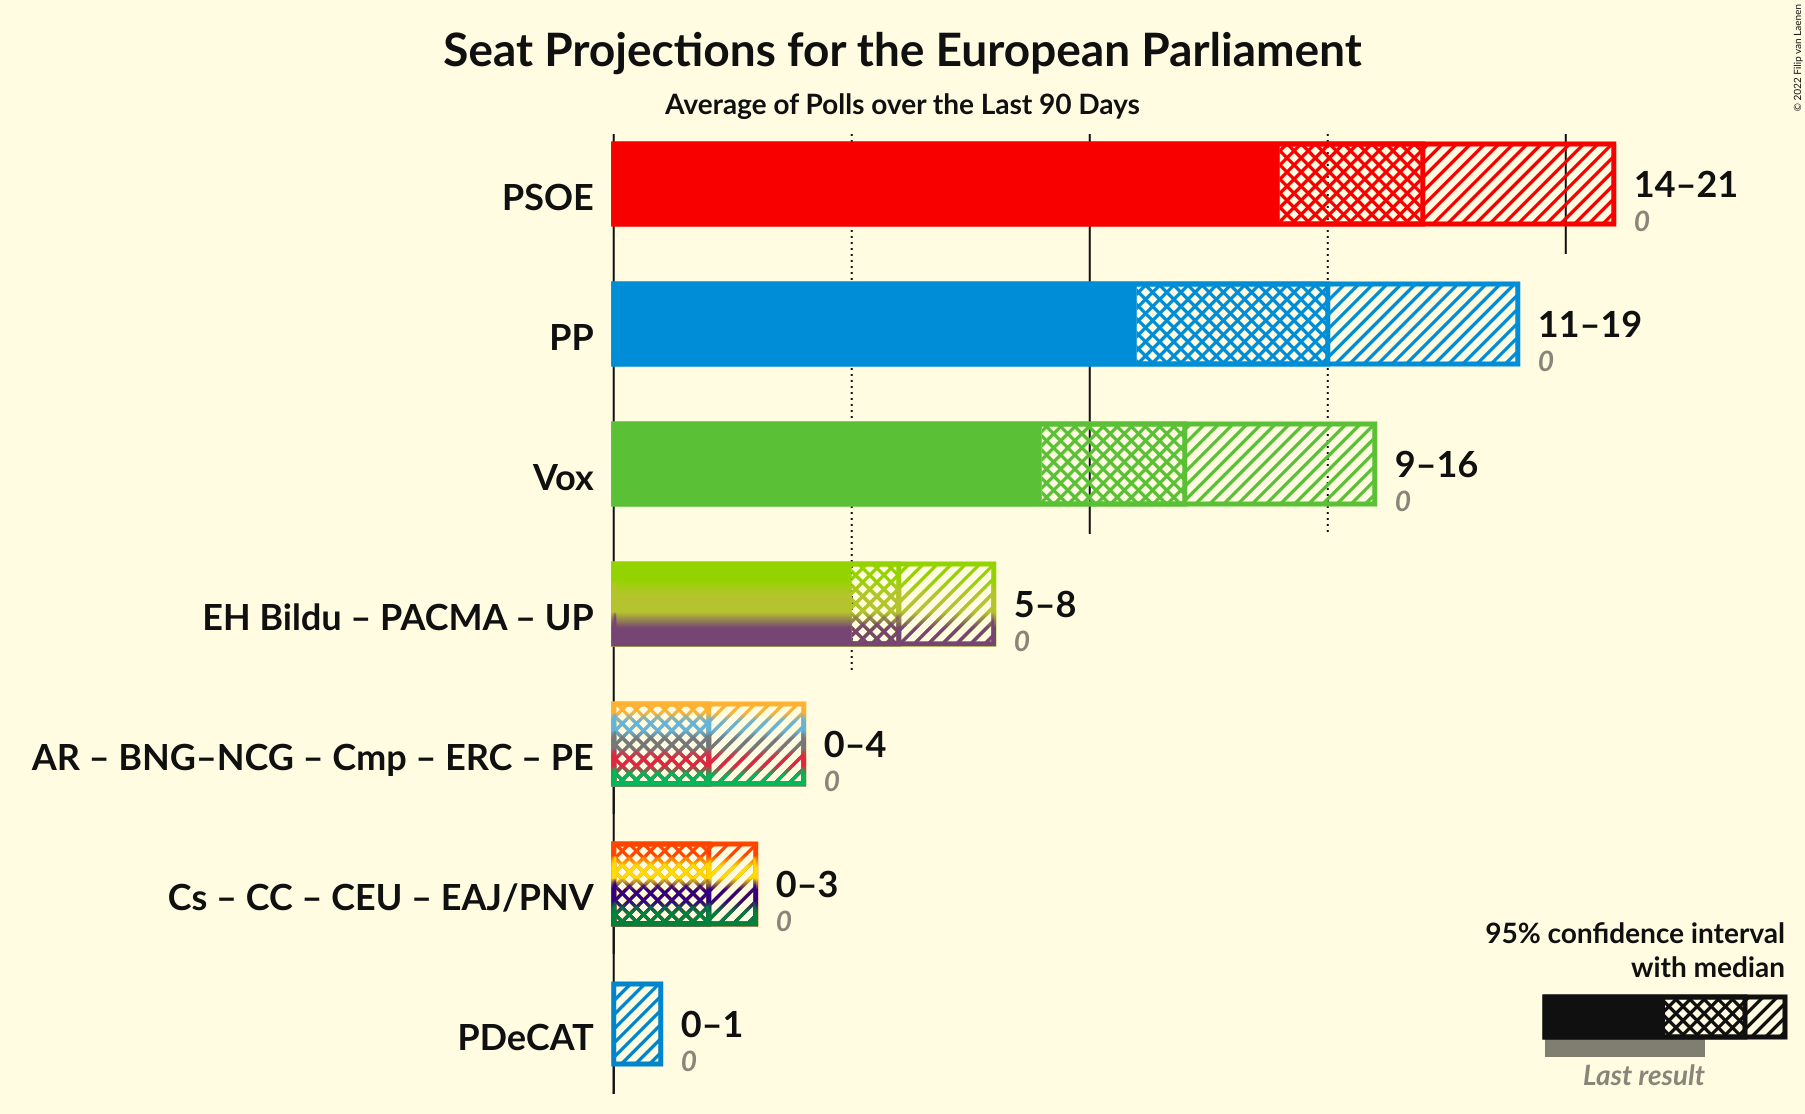 Seat Projections for the European Parliament
Average of Polls over the Last 90 Days
© 2022 Filip van Laenen
PSOE
14–21
0
PP
11–19
0
Vox
9–16
0
EH Bildu – PACMA – UP
5–8
0
AR – BNG–NCG – Cmp – ERC – PE
0–4
0
Cs – CC – CEU – EAJ/PNV
0–3
0
PDeCAT
0–1
0
95% confidence interval
with median
Last result